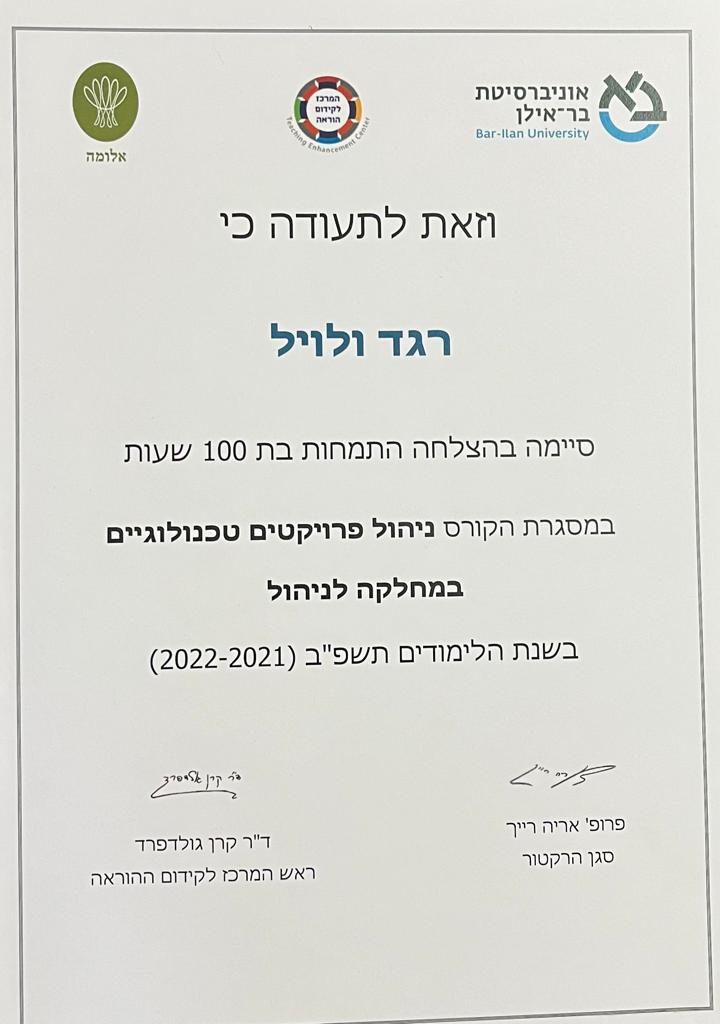 אוניברסיטת
בר־אילן
Bar-Ilan University
המרכז
לקידום
הוראה
Teaching Enhancement Center
אלומה
וזאת לתעודה כי
רגד ולויל
סיימה בהצלחה התמחות בת 100 שעות
במסגרת הקורס ניהול פרויקטים טכנולוגיים
במחלקה לניהול
בשנת הלימודים תשפ"ב (2022-2021)
פרופ' אריה רייך
סגן הרקטור
ד"ר קרן גולדפרד
ראש המרכז לקידום ההוראה